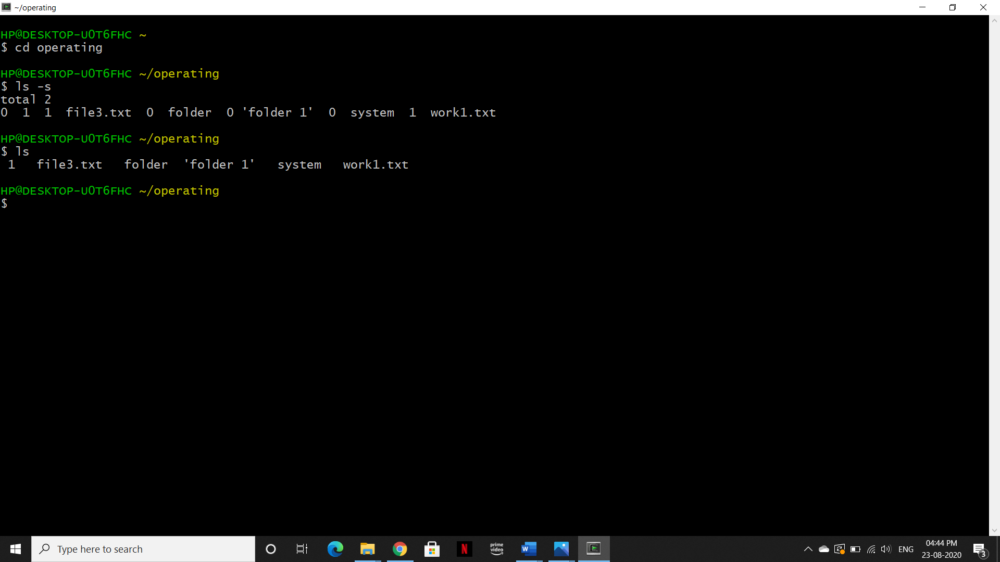 ~/operating
HP@DESKTOP-U0T6FHC ~
$ cd operating
HP@DESKTOP-U0T6FHC ~/operating
$ ls -s
total 2
0  1  1  file3.txt  0  folder  0 'folder 1'  0  system  1  work1.txt
HP@DESKTOP-U0T6FHC ~/operating
$ ls
 1   file3.txt   folder  'folder 1'   system   work1.txt
HP@DESKTOP-U0T6FHC ~/operating
$
Type here to search
N
prime video
W
ENG
04:44 PM
23-08-2020
3